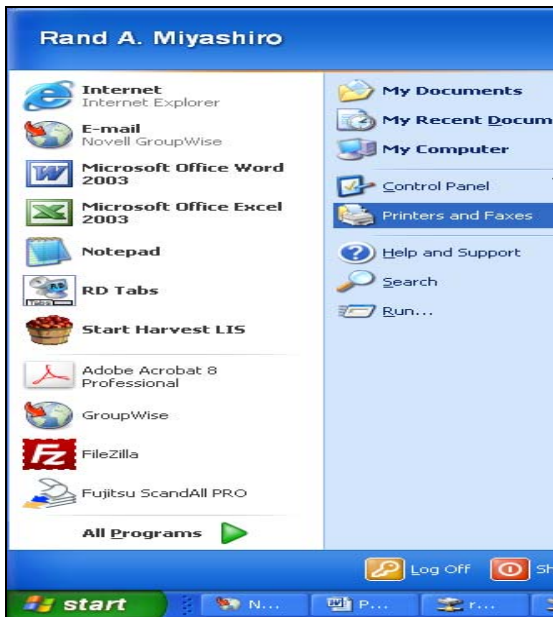 Rand A. Miyashiro
Internet
Internet Explorer
E-mail
Novell GroupWise
Microsoft Office Word
2003
Microsoft Office Excel
2003
Notepad
RD Tabs
Start Harvest LIS
Adobe Acrobat 8
Professional
GroupWise
FileZilla
Fujitsu ScandAll PRO
All Programs
My Documents
My Recent Docum
My Computer
Control Panel
Printers and Faxes
Help and Support
Search
Run...
Log Off
Sh
start
N...
P...
r...